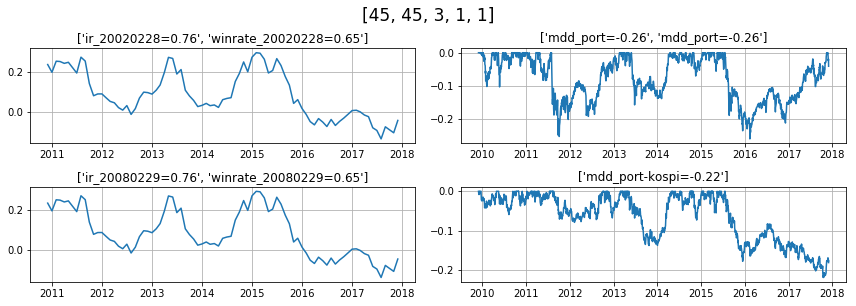 [45, 45, 3, 1, 1]
['ir_20020228=0.76', 'winrate_20020228=0.65']
0.2
0.0
2011 2012 2013 2014 2015 2016 2017 2018
['mdd_port=-0.26', 'mdd_port=-0.26']
0.0
−0.1
−0.2
2010 2011 2012 2013 2014 2015 2016 2017 2018
['ir_20080229=0.76', 'winrate_20080229=0.65']
0.2
0.0
2011 2012 2013 2014 2015 2016 2017 2018
['mdd_port-kospi=-0.22']
0.0
−0.1
−0.2
2010 2011 2012 2013 2014 2015 2016 2017 2018